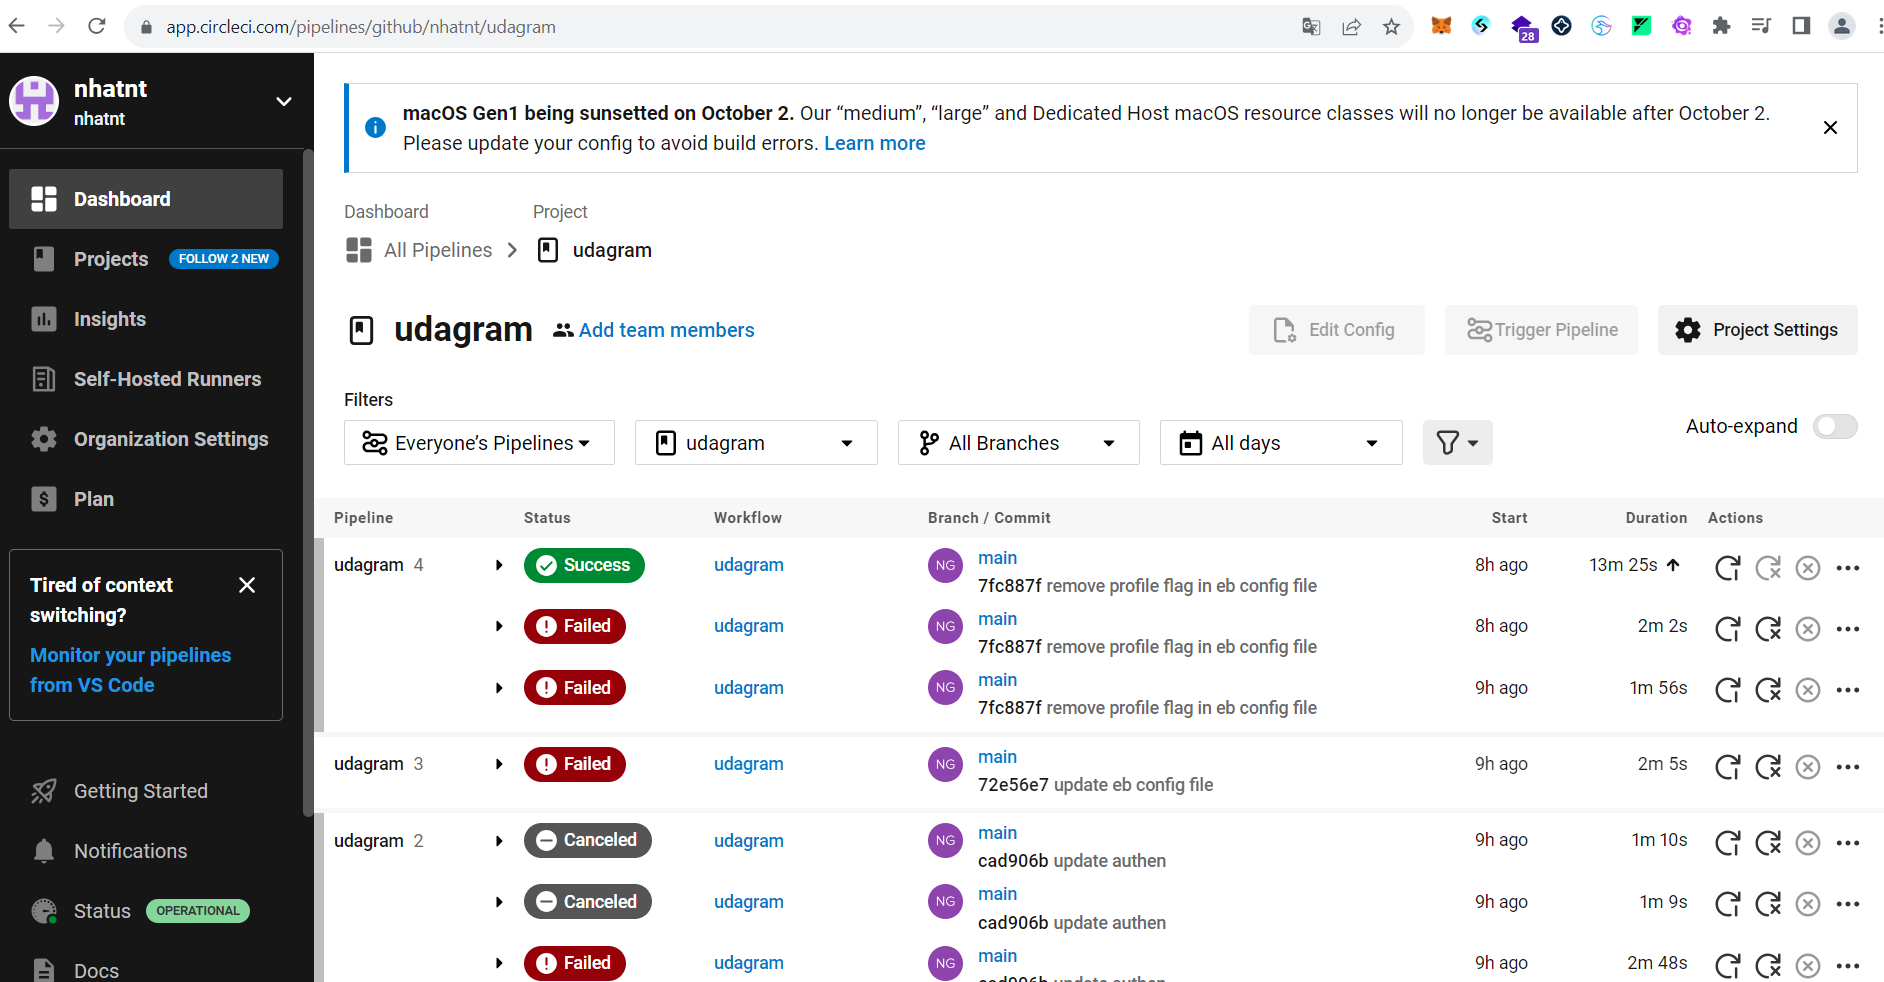 app.circleci.com/pipelines/github/nhatnt/udagram
28
nhatnt
nhatnt
Dashboard
Projects FOLLOW 2 NEW
Insights
Self-Hosted Runners
Organization Settings
Plan
Tired of context
switching?
Monitor your pipelines
from VS Code
Getting Started
Notifications
Status OPERATIONAL
Docs
macOS Gen1 being sunsetted on October 2. Our “medium”, “large” and Dedicated Host macOS resource classes will no longer be available after October 2.
Please update your config to avoid build errors. Learn more
Dashboard Project
All Pipelines udagram
udagram Add team members Edit Config Trigger Pipeline Project Settings
Filters
Everyone’s Pipelines udagram All Branches All days Auto-expand
Pipeline Status Workflow Branch / Commit Start Duration Actions
udagram 4 Success udagram NG main 8h ago 13m 25s
7fc887f remove profile flag in eb config file
Failed udagram NG main 8h ago 2m 2s
7fc887f remove profile flag in eb config file
Failed udagram NG main 9h ago 1m 56s
7fc887f remove profile flag in eb config file
udagram 3 Failed udagram NG main 9h ago 2m 5s
72e56e7 update eb config file
udagram 2 Canceled udagram NG main 9h ago 1m 10s
cad906b update authen
Canceled udagram NG main 9h ago 1m 9s
cad906b update authen
Failed udagram NG main 9h ago 2m 48s
cad906b update authen